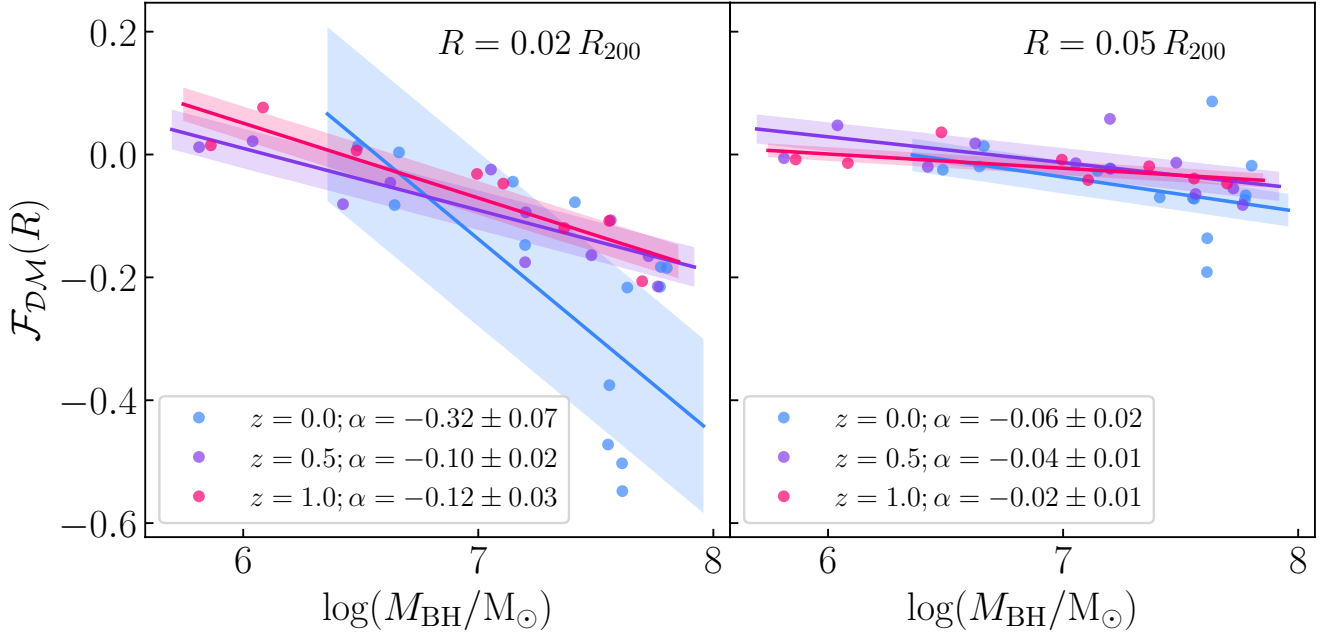 R = 0.02 R₂₀₀
R = 0.05 R₂₀₀
0.2
0.0
−0.2
−0.4
−0.6
ℱ_𝒟ℳ(R)
z = 0.0; α = −0.32 ± 0.07
z = 0.5; α = −0.10 ± 0.02
z = 1.0; α = −0.12 ± 0.03
z = 0.0; α = −0.06 ± 0.02
z = 0.5; α = −0.04 ± 0.01
z = 1.0; α = −0.02 ± 0.01
6 7 8
6 7 8
log(M_BH/M_⊙)
log(M_BH/M_⊙)